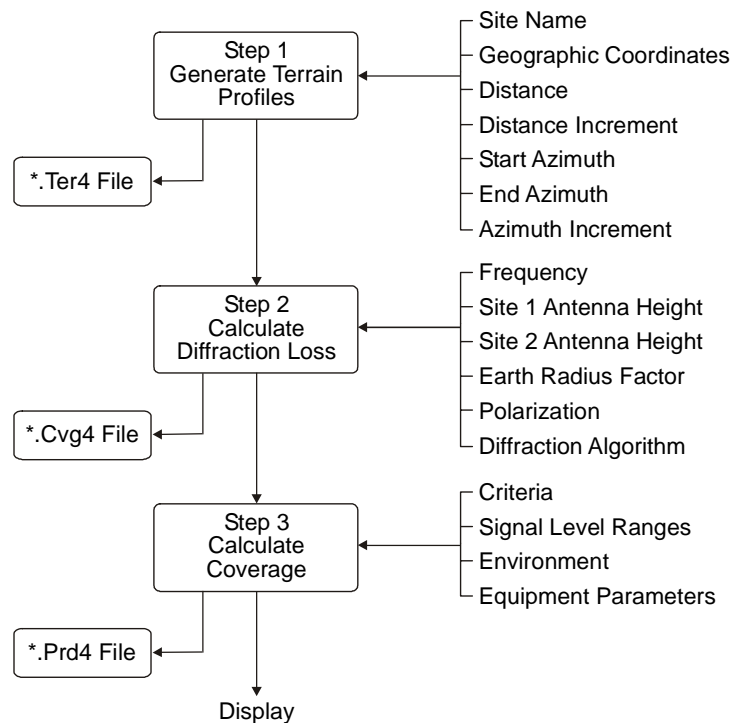 Step 1
Generate Terrain
Profiles
Site Name
Geographic Coordinates
Distance
Distance Increment
Start Azimuth
End Azimuth
Azimuth Increment
*.Ter4 File
Step 2
Calculate
Diffraction Loss
Frequency
Site 1 Antenna Height
Site 2 Antenna Height
Earth Radius Factor
Polarization
Diffraction Algorithm
*.Cvg4 File
Step 3
Calculate
Coverage
Criteria
Signal Level Ranges
Environment
Equipment Parameters
*.Prd4 File
Display